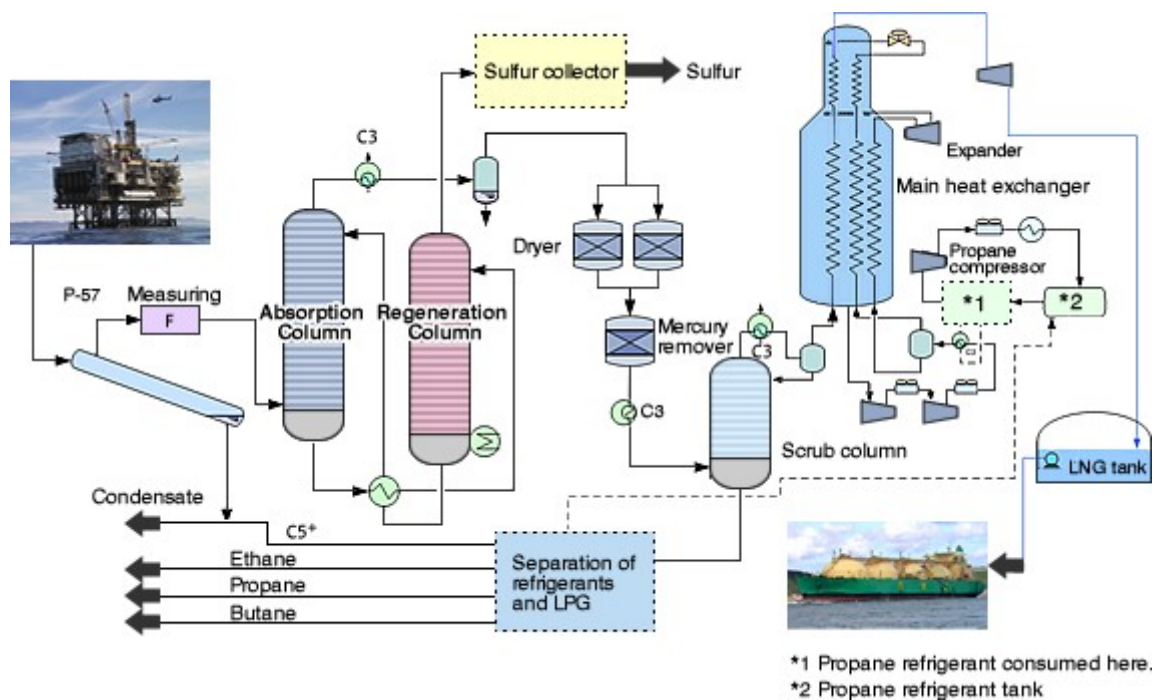 Sulfur collector
Sulfur
C3
Expander
Main heat exchanger
P-57
Measuring
F
Absorption
Column
Regeneration
Column
Dryer
Mercury
remover
C3
C3
Propane
compressor
*1
*2
C3
Scrub column
LNG tank
Condensate
C5+
Ethane
Propane
Butane
Separation of
refrigerants
and LPG
*1 Propane refrigerant consumed here.
*2 Propane refrigerant tank